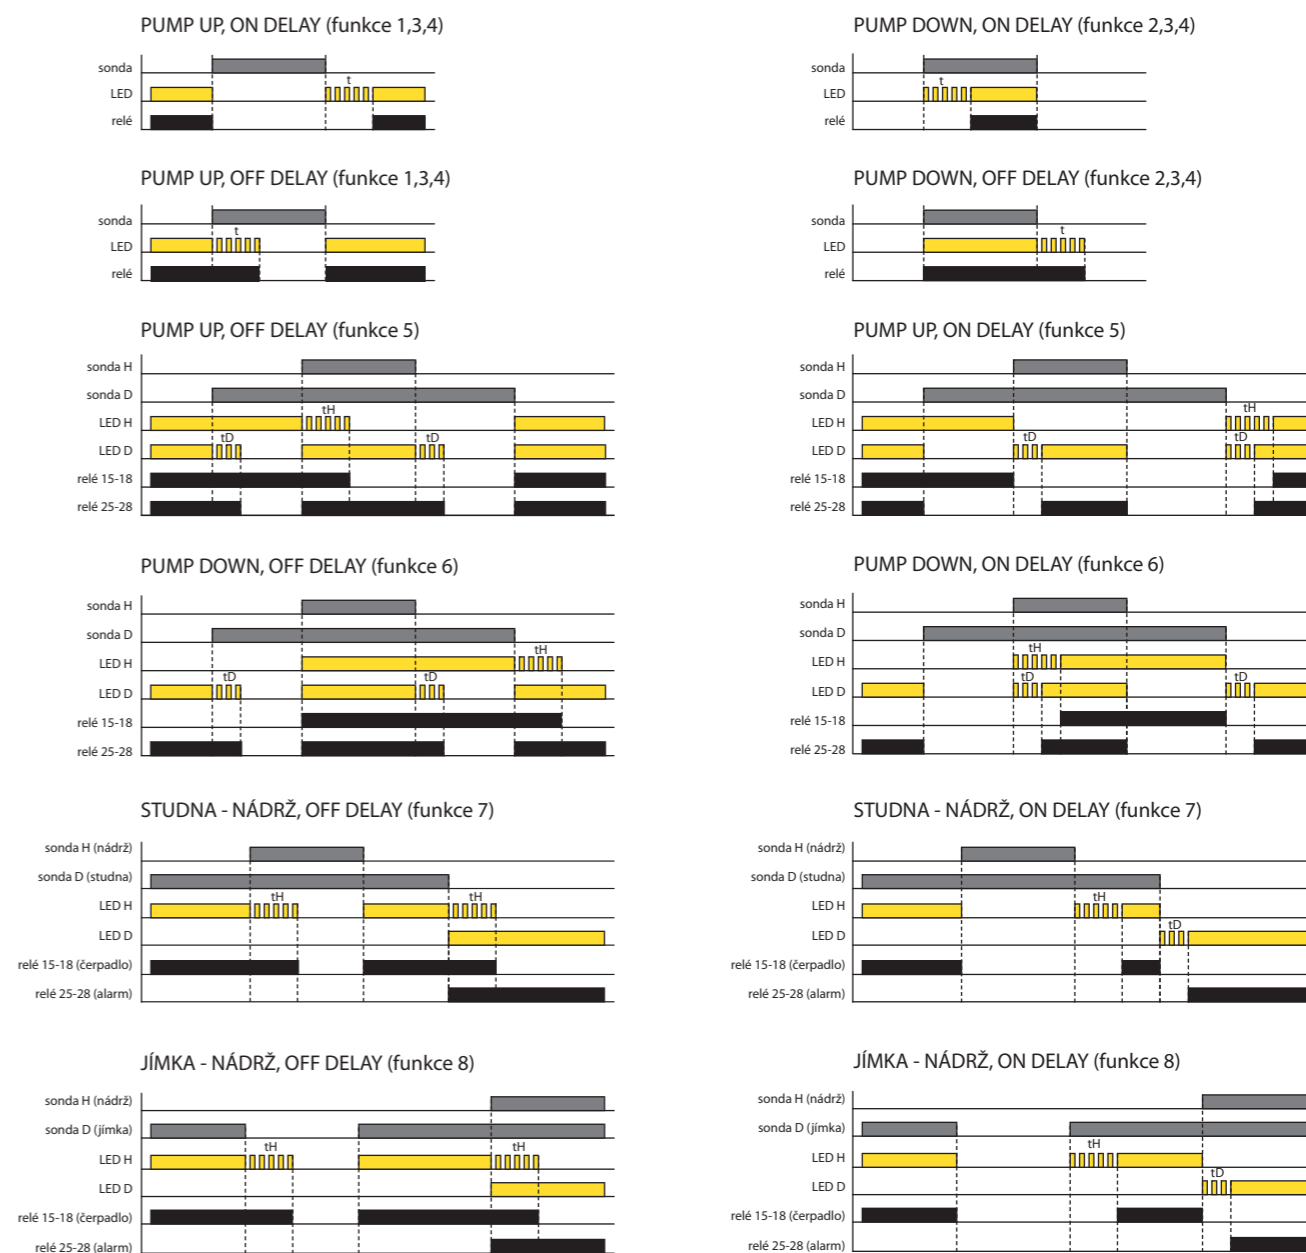 PUMP UP, ON DELAY (funkce 1,3,4)
sonda
t
LED
relé
PUMP DOWN, ON DELAY (funkce 2,3,4)
sonda
t
LED
relé
PUMP UP, OFF DELAY (funkce 1,3,4)
sonda
t
LED
relé
PUMP DOWN, OFF DELAY (funkce 2,3,4)
sonda
t
LED
relé
PUMP UP, OFF DELAY (funkce 5)
sonda H
sonda D
tH
LED H
tD tD
LED D
relé 15-18
relé 25-28
PUMP UP, ON DELAY (funkce 5)
sonda H
sonda D
tH
LED H
tD tD
LED D
relé 15-18
relé 25-28
PUMP DOWN, OFF DELAY (funkce 6)
sonda H
sonda D
tH
LED H
tD tD
LED D
relé 15-18
relé 25-28
PUMP DOWN, ON DELAY (funkce 6)
sonda H
sonda D
tH
LED H
tD tD
LED D
relé 15-18
relé 25-28
STUDNA - NÁDRŽ, OFF DELAY (funkce 7)
sonda H (nádrž)
sonda D (studna)
tH tH
LED H
LED D
relé 15-18 (čerpadlo)
relé 25-28 (alarm)
STUDNA - NÁDRŽ, ON DELAY (funkce 7)
sonda H (nádrž)
sonda D (studna)
tH
LED H
tD
LED D
relé 15-18 (čerpadlo)
relé 25-28 (alarm)
JÍMKA - NÁDRŽ, OFF DELAY (funkce 8)
sonda H (nádrž)
sonda D (jímka)
tH tH
LED H
LED D
relé 15-18 (čerpadlo)
relé 25-28 (alarm)
JÍMKA - NÁDRŽ, ON DELAY (funkce 8)
sonda H (nádrž)
sonda D (jímka)
tH
LED H
tD
LED D
relé 15-18 (čerpadlo)
relé 25-28 (alarm)